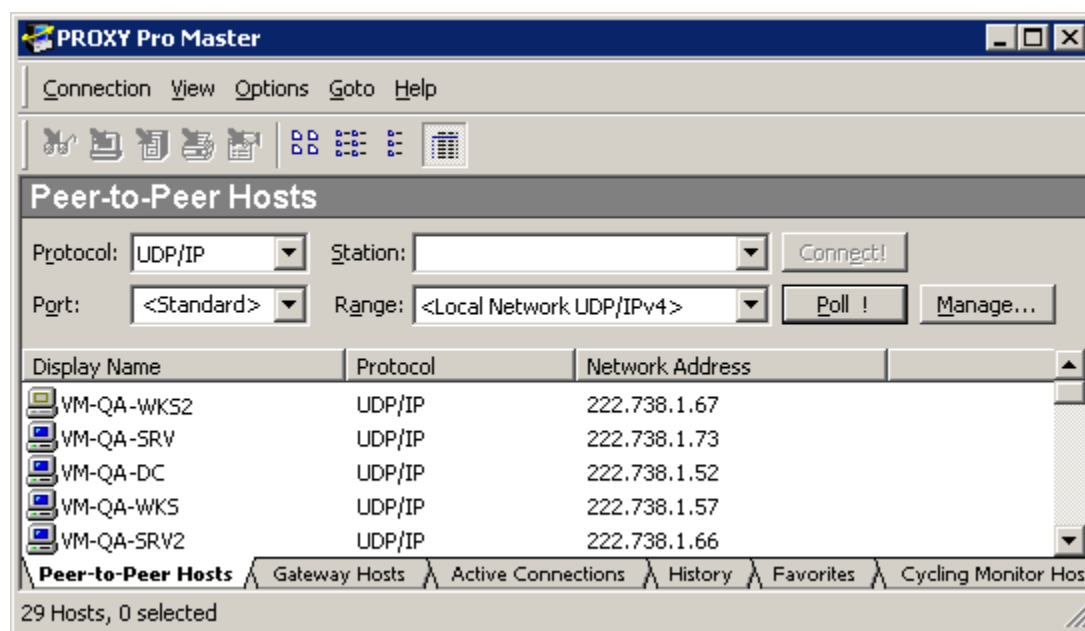 PROXY Pro Master
Connection View Options Goto Help
Peer-to-Peer Hosts
Protocol: UDP/IP Station: Connect!
Port: <Standard> Range: <Local Network UDP/IPv4> Poll ! Manage...
Display Name Protocol Network Address
VM-QA-WKS2 UDP/IP 222.738.1.67
VM-QA-SRV UDP/IP 222.738.1.73
VM-QA-DC UDP/IP 222.738.1.52
VM-QA-WKS UDP/IP 222.738.1.57
VM-QA-SRV2 UDP/IP 222.738.1.66
Peer-to-Peer Hosts Gateway Hosts Active Connections History Favorites Cycling Monitor Hos
29 Hosts, 0 selected